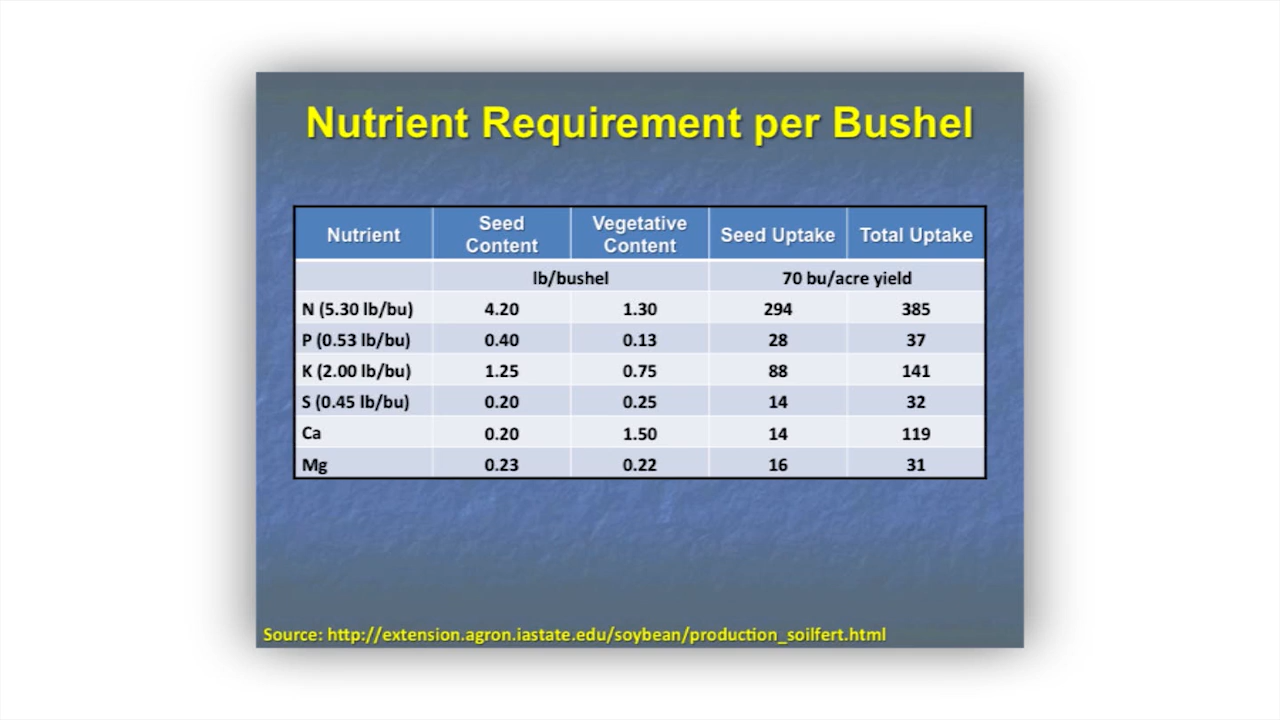 Nutrient Requirement per Bushel
Nutrient Seed Content Vegetative Content Seed Uptake Total Uptake
lb/bushel 70 bu/acre yield
N (5.30 lb/bu) 4.20 1.30 294 385
P (0.53 lb/bu) 0.40 0.13 28 37
K (2.00 lb/bu) 1.25 0.75 88 141
S (0.45 lb/bu) 0.20 0.25 14 32
Ca 0.20 1.50 14 119
Mg 0.23 0.22 16 31
Source: http://extension.agron.iastate.edu/soybean/production_soilfert.html